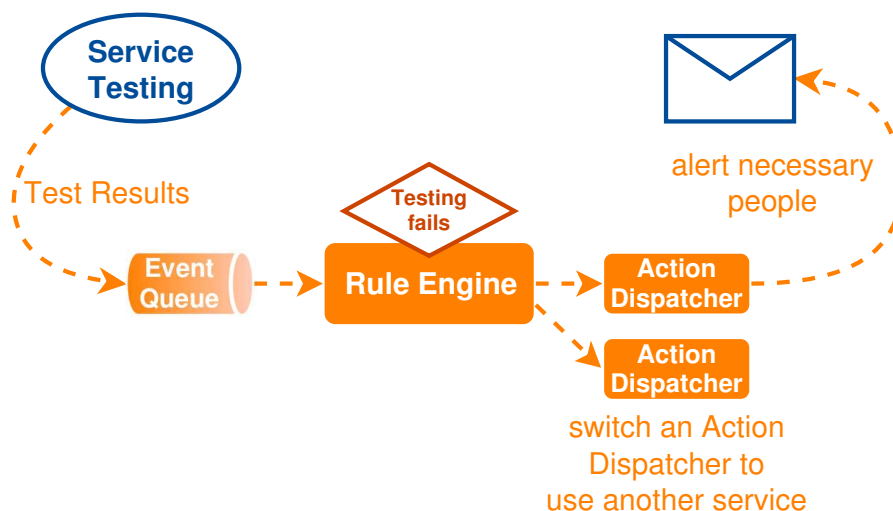 Service
Testing
Test Results
Event
Queue
Testing
fails
Rule Engine
Action
Dispatcher
alert necessary
people
Action
Dispatcher
switch an Action
Dispatcher to
use another service